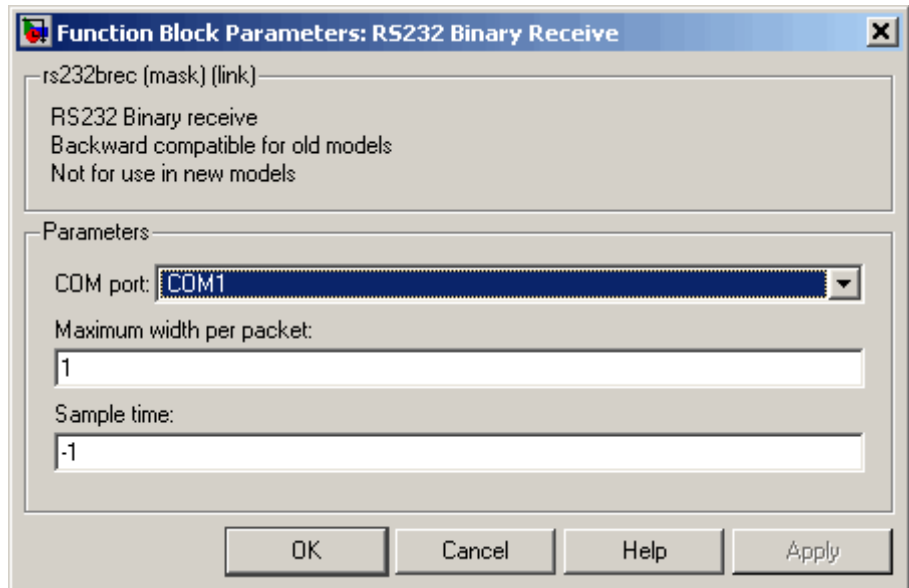 Function Block Parameters: RS232 Binary Receive
rs232brec (mask) (link)
RS232 Binary receive
Backward compatible for old models
Not for use in new models
Parameters
COM port: COM1
Maximum width per packet:
1
Sample time:
-1
OK Cancel Help Apply